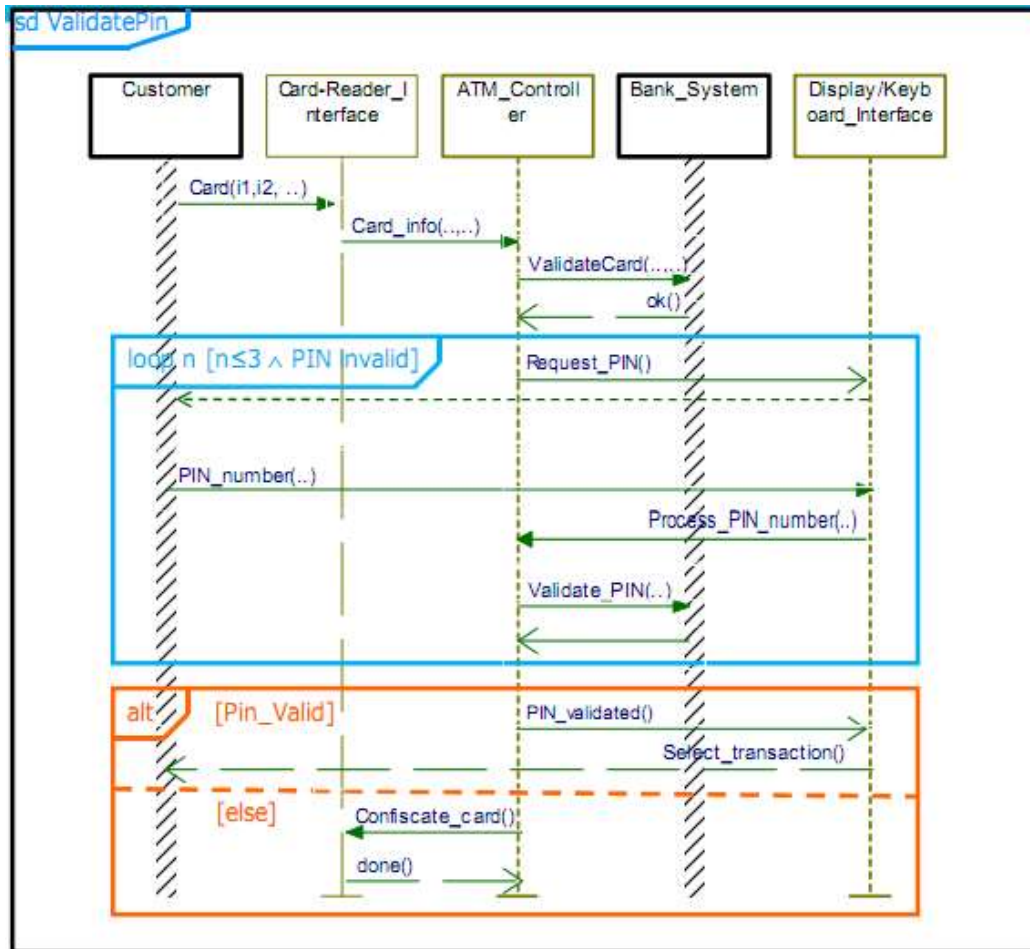 sd ValidatePin
Customer
Card-Reader_I
nterface
ATM_Controll
er
Bank_System
Display/Keyb
oard_Interface
Card(i1,i2, ..)
Card_info(..,..)
ValidateCard(..,..)
ok()
loop n [n≤3 ∧ PIN invalid]
Request_PIN()
PIN_number(..)
Process_PIN_number(..)
Validate_PIN(..)
alt [Pin_Valid]
PIN_validated()
Select_transaction()
[else]
Confiscate_card()
done()